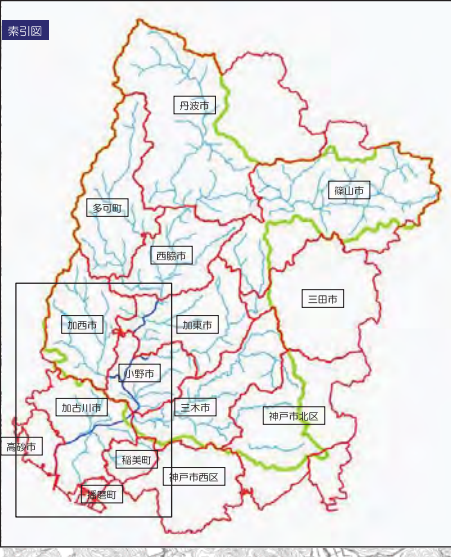 索引図
丹波市
篠山市
多可町
西脇市
三田市
加西市
加東市
小野市
加古川市
三木市
神戸市北区
高砂市
稲美町
神戸市西区
播磨町